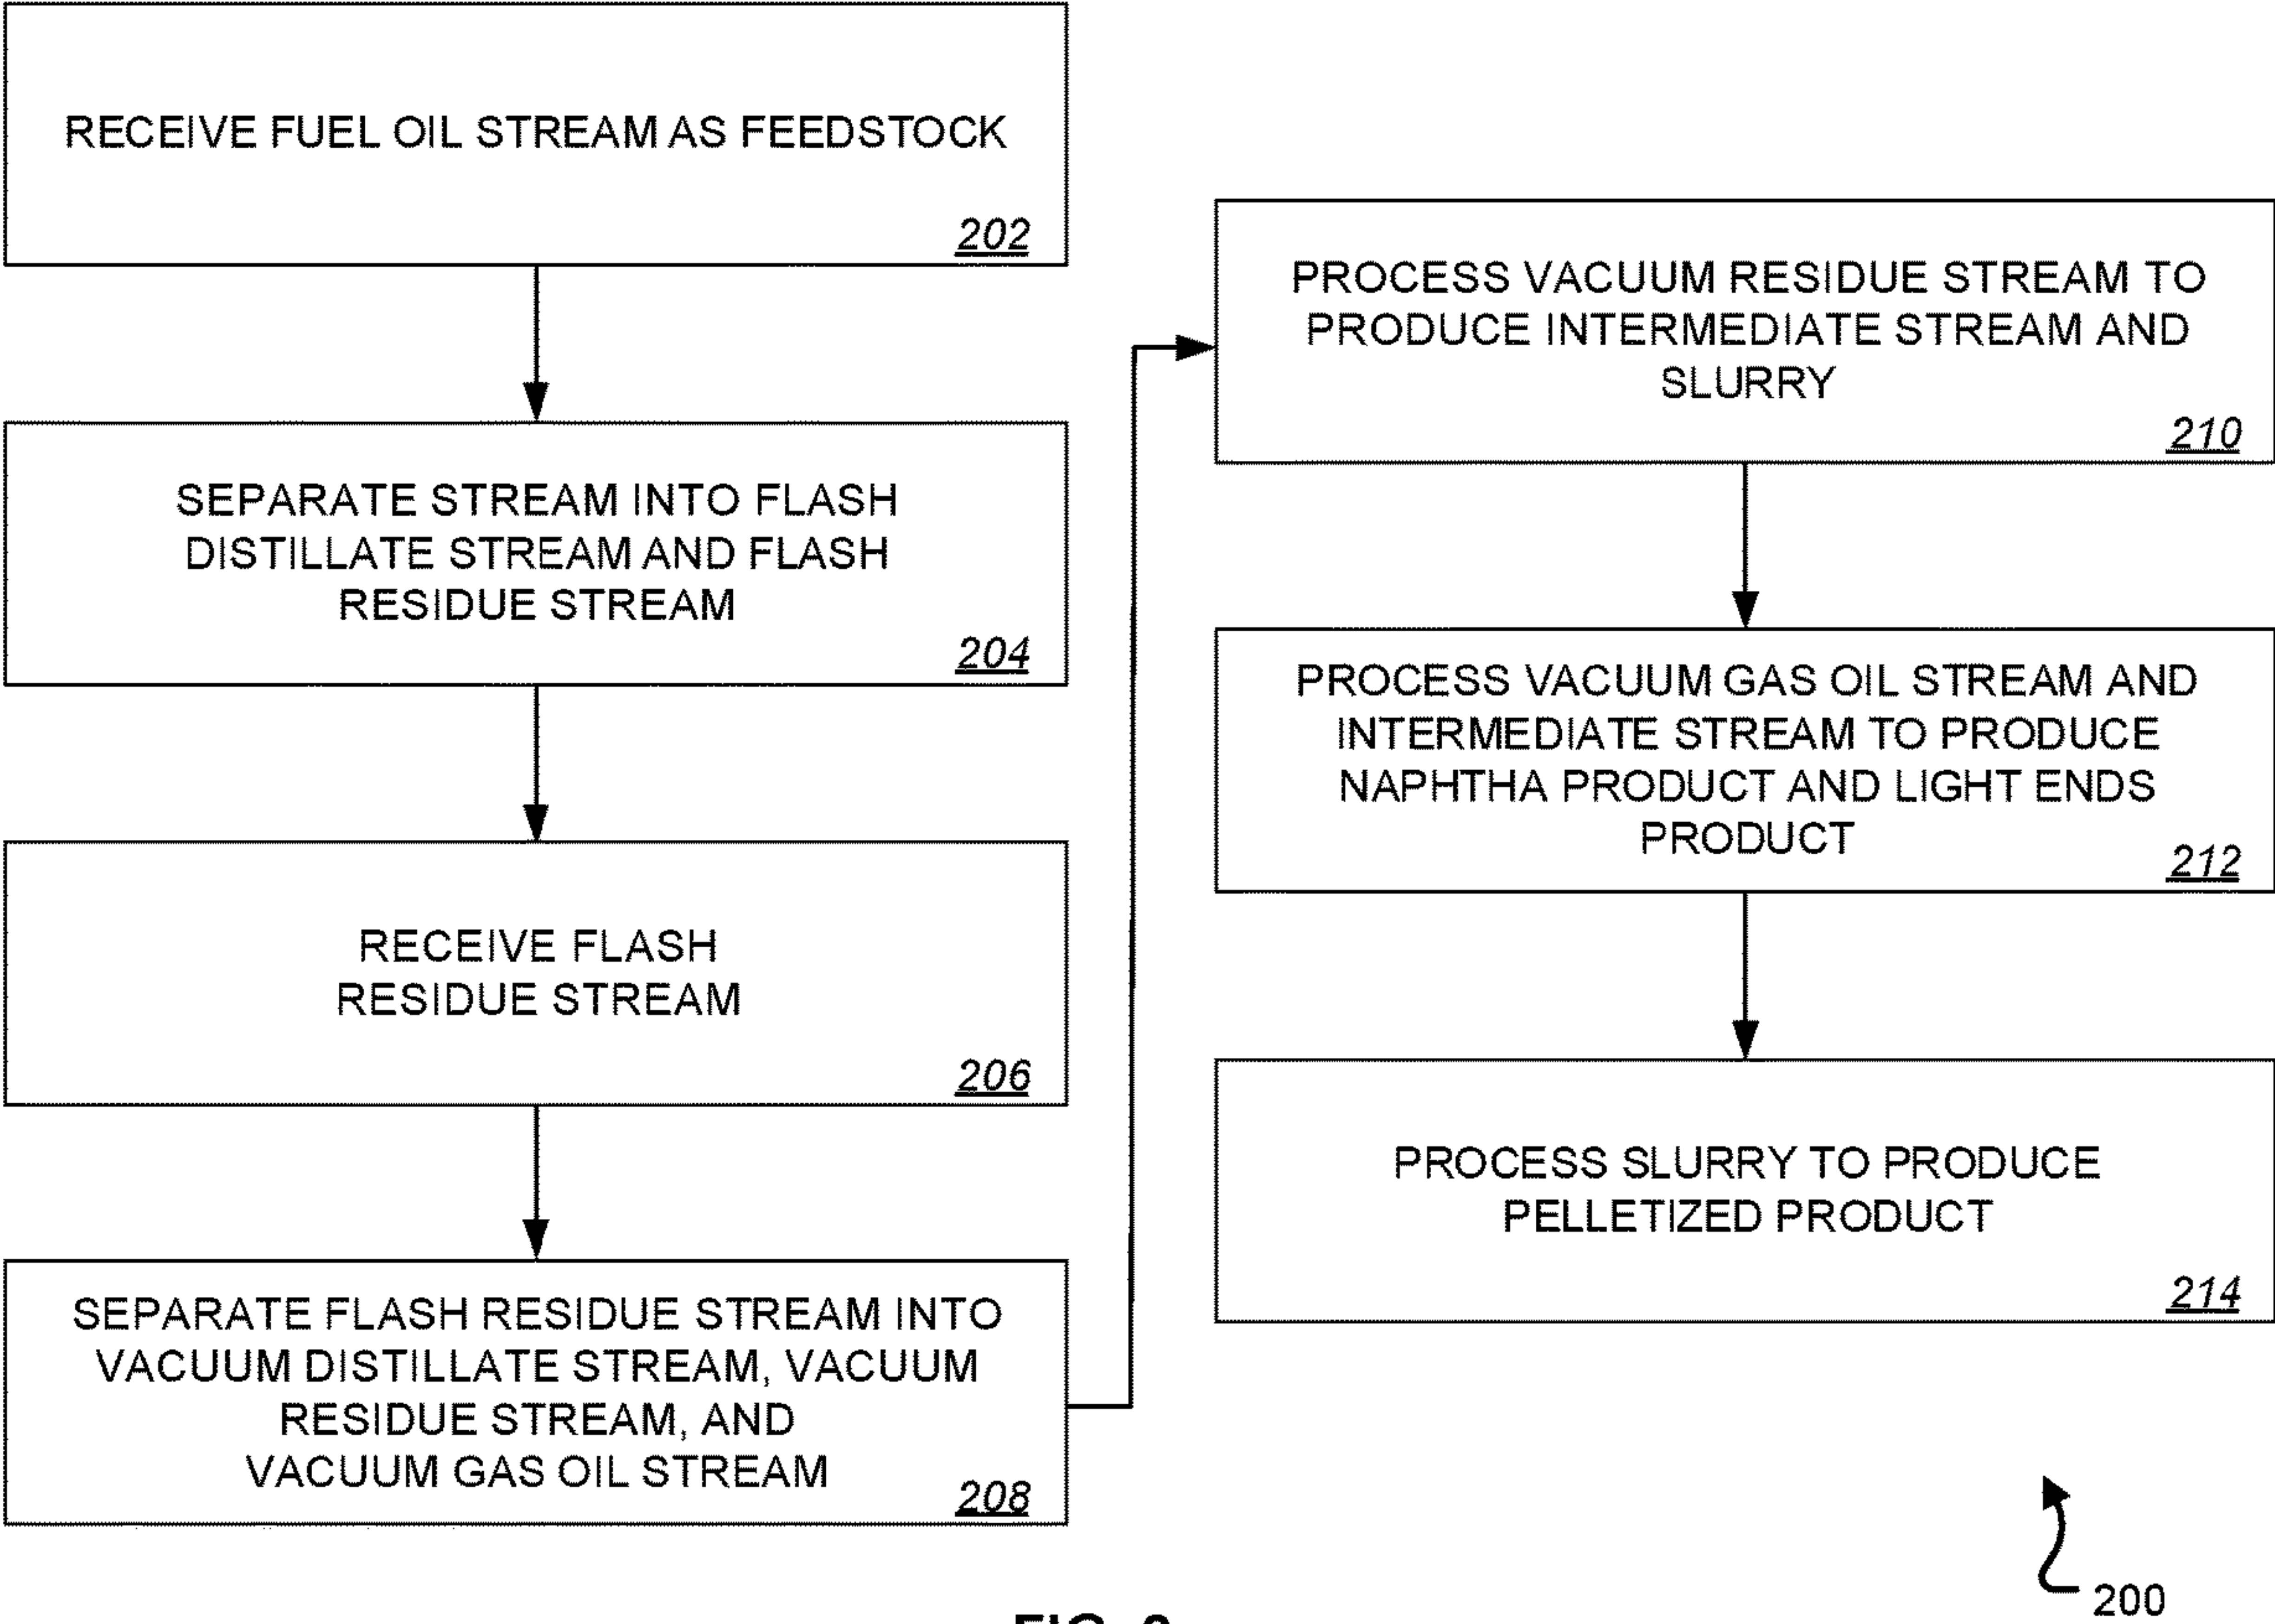 RECEIVE FUEL OIL STREAM AS FEEDSTOCK
202
SEPARATE STREAM INTO FLASH
DISTILLATE STREAM AND FLASH
RESIDUE STREAM
204
RECEIVE FLASH
RESIDUE STREAM
206
SEPARATE FLASH RESIDUE STREAM INTO
VACUUM DISTILLATE STREAM, VACUUM
RESIDUE STREAM, AND
VACUUM GAS OIL STREAM
208
PROCESS VACUUM RESIDUE STREAM TO
PRODUCE INTERMEDIATE STREAM AND
SLURRY
210
PROCESS VACUUM GAS OIL STREAM AND
INTERMEDIATE STREAM TO PRODUCE
NAPHTHA PRODUCT AND LIGHT ENDS
PRODUCT
212
PROCESS SLURRY TO PRODUCE
PELLETIZED PRODUCT
214
200
FIG.